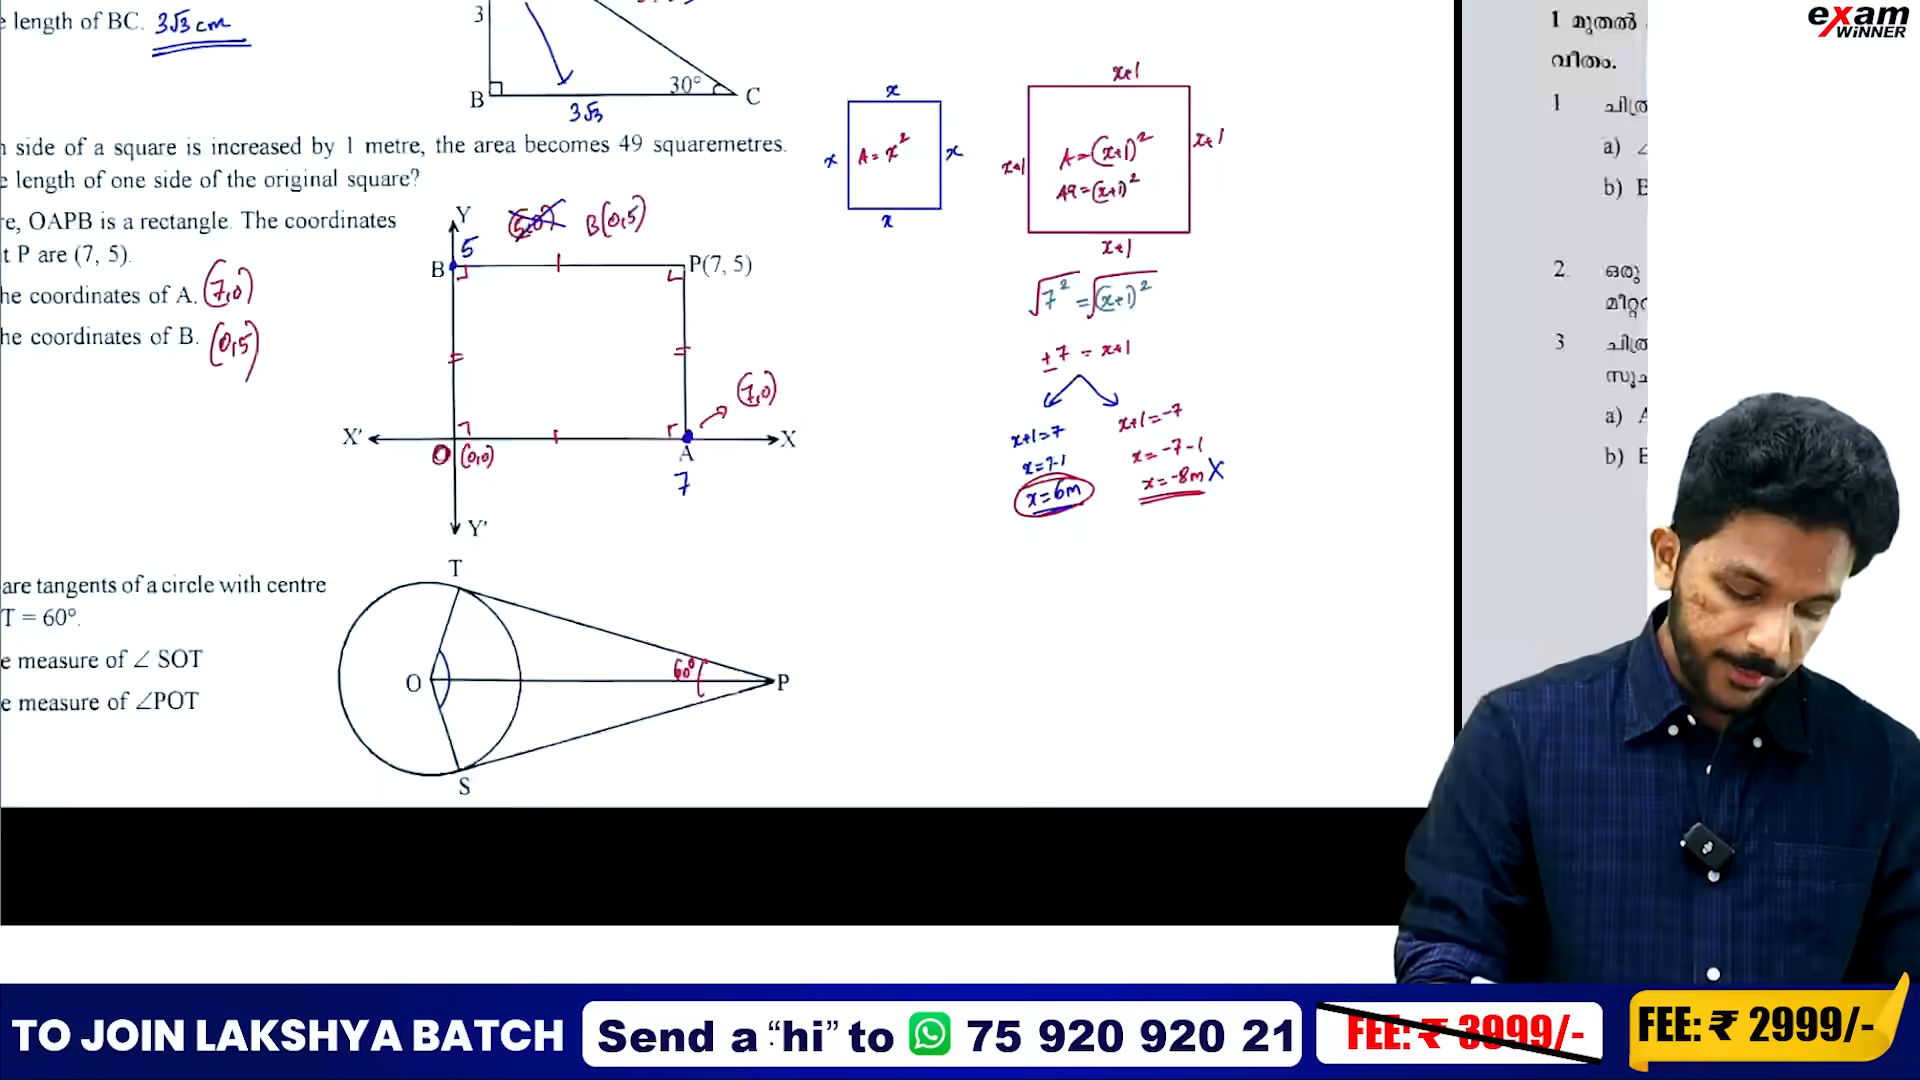 exam
WiNNER
e length of BC. 3√3 cm
3
B
3√3
30°
C
side of a square is increased by 1 metre, the area becomes 49 squaremetres.
e length of one side of the original square?
re, OAPB is a rectangle. The coordinates
t P are (7, 5).
he coordinates of A. (7,0)
he coordinates of B. (0,5)
Y
5
B(0,5)
B
P(7, 5)
(7,0)
X'
O (0,0)
A
X
7
Y'
x
x
A = x²
x
x
x+1
x+1
A = (x+1)²
49 = (x+1)²
x+1
x+1
√7² = √(x+1)²
±7 = x+1
x+1=7
x=7-1
x=6m
x+1=-7
x=-7-1
x=-8m X
are tangents of a circle with centre
T = 60°.
e measure of ∠ SOT
e measure of ∠POT
T
O
60°
P
S
1 മുതൽ
വീതം.
1 ചിത്ര
a) ∠
b) B
2. ഒരു
മീറ്റ
3 ചിത്ര
സൂച
a) A
b) B
TO JOIN LAKSHYA BATCH
Send a “hi” to 75 920 920 21
FEE: ₹ 3999/-
FEE: ₹ 2999/-